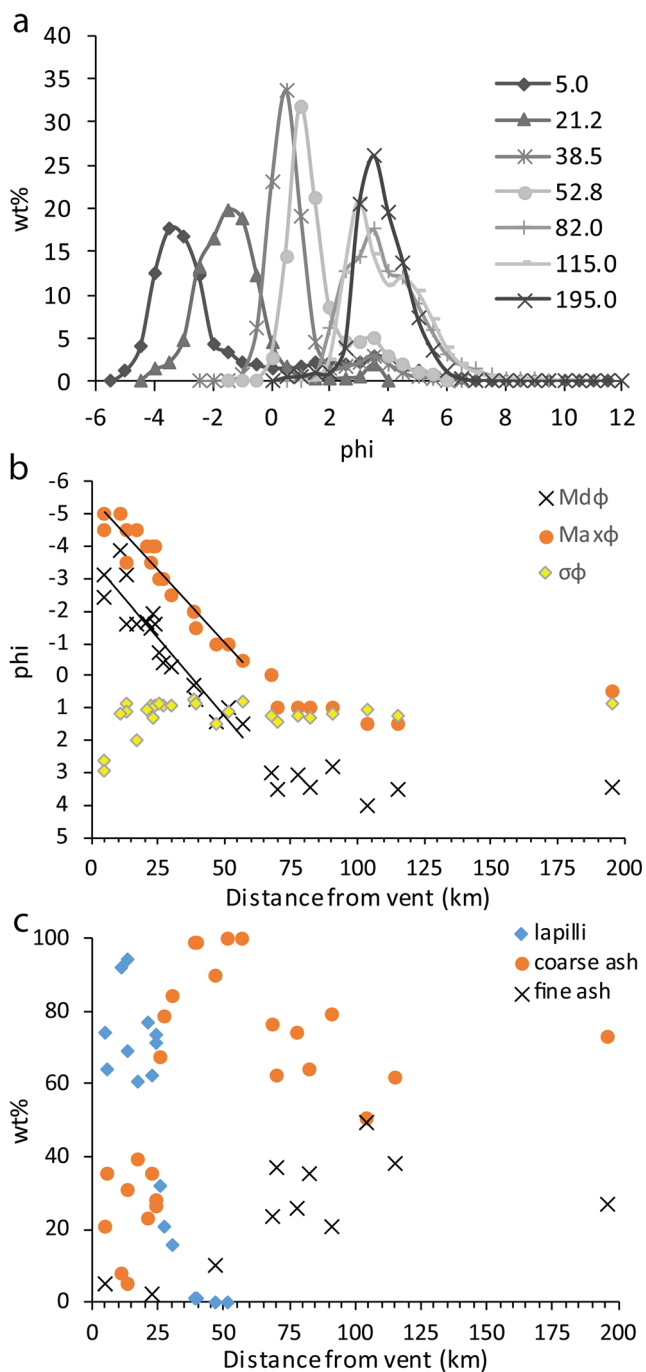 a
40
35
30
25
20
15
10
5
0
wt%
-6 -4 -2 0 2 4 6 8 10 12
phi
5.0
21.2
38.5
52.8
82.0
115.0
195.0
b
-6
-5
-4
-3
-2
-1
0
1
2
3
4
5
phi
0 25 50 75 100 125 150 175 200
Distance from vent (km)
Mdϕ
Maxϕ
σϕ
c
100
80
60
40
20
0
wt%
0 25 50 75 100 125 150 175 200
Distance from vent (km)
lapilli
coarse ash
fine ash